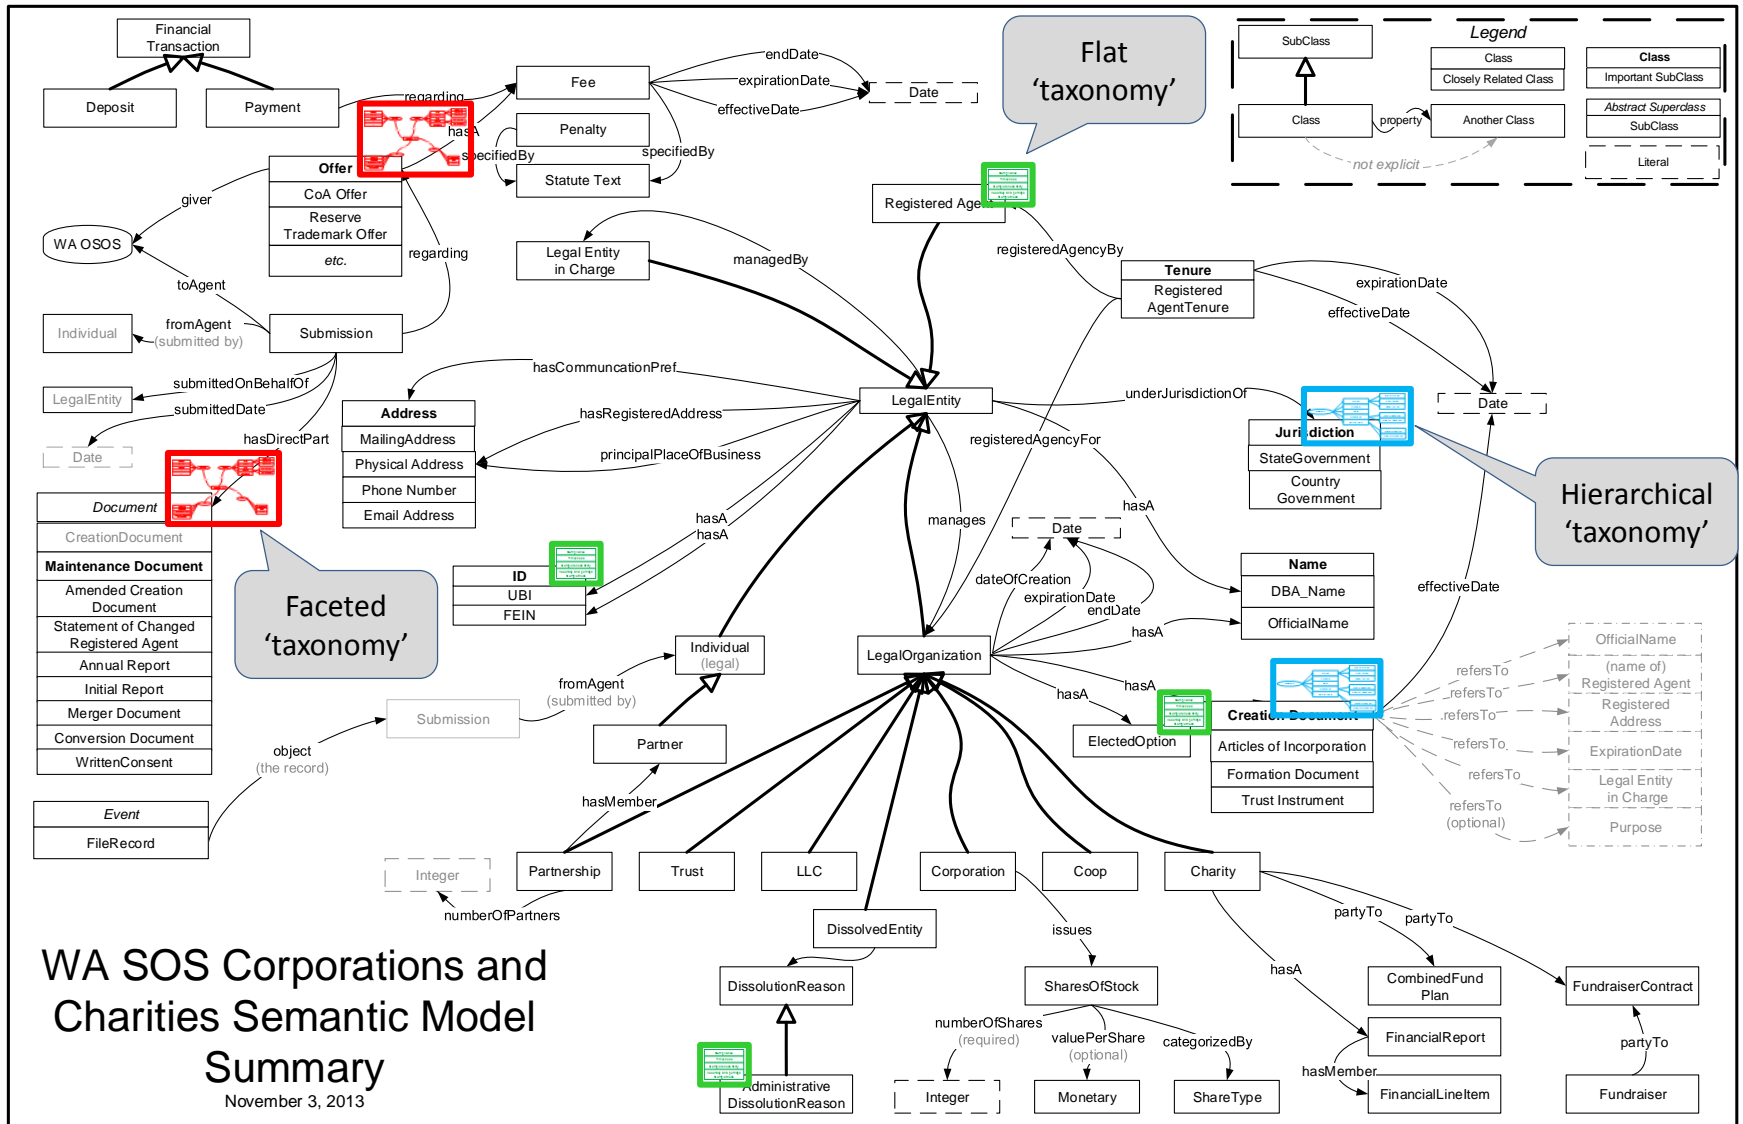 Financial
Transaction
Deposit
Payment
regarding
Fee
endDate
expirationDate
effectiveDate
Date
hasA
Penalty
specifiedBy
specifiedBy
Statute Text
Flat
‘taxonomy’
Legend
SubClass
Class
Closely Related Class
Class
Important SubClass
Abstract Superclass
SubClass
Class
property
Another Class
not explicit
Literal
Offer
CoA Offer
Reserve
Trademark Offer
etc.
giver
WA OSOS
regarding
toAgent
Legal Entity
in Charge
managedBy
Registered Agent
registeredAgencyBy
Tenure
Registered
AgentTenure
expirationDate
effectiveDate
Date
Individual
fromAgent
(submitted by)
Submission
LegalEntity
submittedOnBehalfOf
submittedDate
Date
hasDirectPart
hasCommuncationPref
Address
MailingAddress
Physical Address
Phone Number
Email Address
hasRegisteredAddress
principalPlaceOfBusiness
LegalEntity
underJurisdictionOf
registeredAgencyFor
Jurisdiction
StateGovernment
Country
Government
Hierarchical
‘taxonomy’
Document
CreationDocument
Maintenance Document
Amended Creation
Document
Statement of Changed
Registered Agent
Annual Report
Initial Report
Merger Document
Conversion Document
WrittenConsent
Faceted
‘taxonomy’
hasA
hasA
ID
UBI
FEIN
manages
Date
dateOfCreation
expirationDate
endDate
hasA
hasA
Name
DBA_Name
OfficialName
effectiveDate
Individual
(legal)
LegalOrganization
fromAgent
(submitted by)
Submission
object
(the record)
Event
FileRecord
Partner
hasMember
hasA
hasA
ElectedOption
Creation Document
Articles of Incorporation
Formation Document
Trust Instrument
refersTo
refersTo
refersTo
refersTo
refersTo
refersTo
(optional)
OfficialName
(name of)
Registered Agent
Registered
Address
ExpirationDate
Legal Entity
in Charge
Purpose
Integer
numberOfPartners
Partnership
Trust
LLC
Corporation
Coop
Charity
DissolvedEntity
issues
partyTo
partyTo
DissolutionReason
SharesOfStock
hasA
CombinedFund
Plan
FundraiserContract
numberOfShares
(required)
valuePerShare
(optional)
categorizedBy
FinancialReport
partyTo
hasMember
Administrative
DissolutionReason
Integer
Monetary
ShareType
FinancialLineItem
Fundraiser
WA SOS Corporations and
Charities Semantic Model
Summary
November 3, 2013